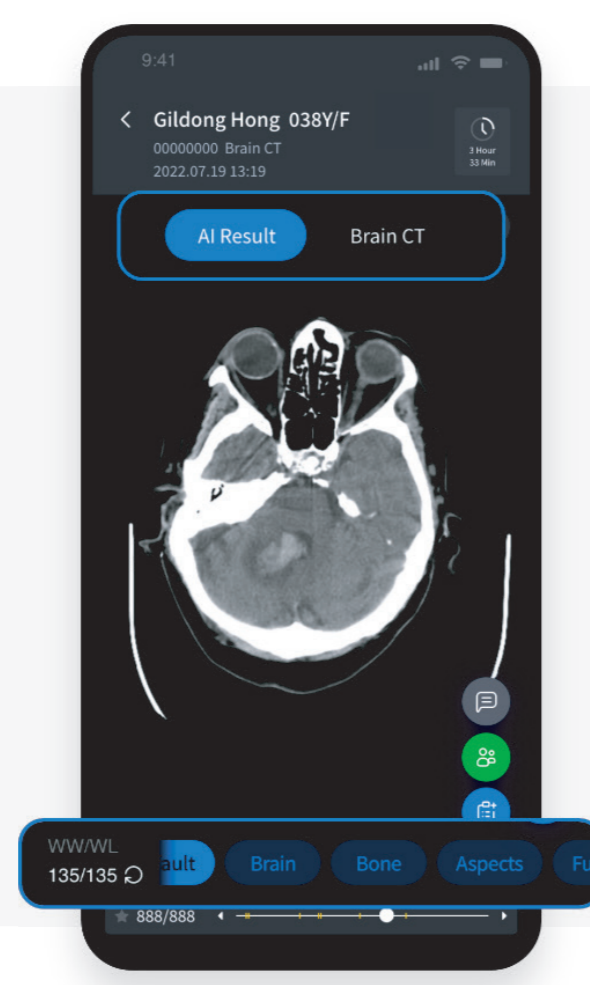 9:41
Gildong Hong 038Y/F
00000000 Brain CT
2022.07.19 13:19
3 Hour
33 Min
AI Result
Brain CT
WW/WL
135/135
ault
Brain
Bone
Aspects
Fu
888/888